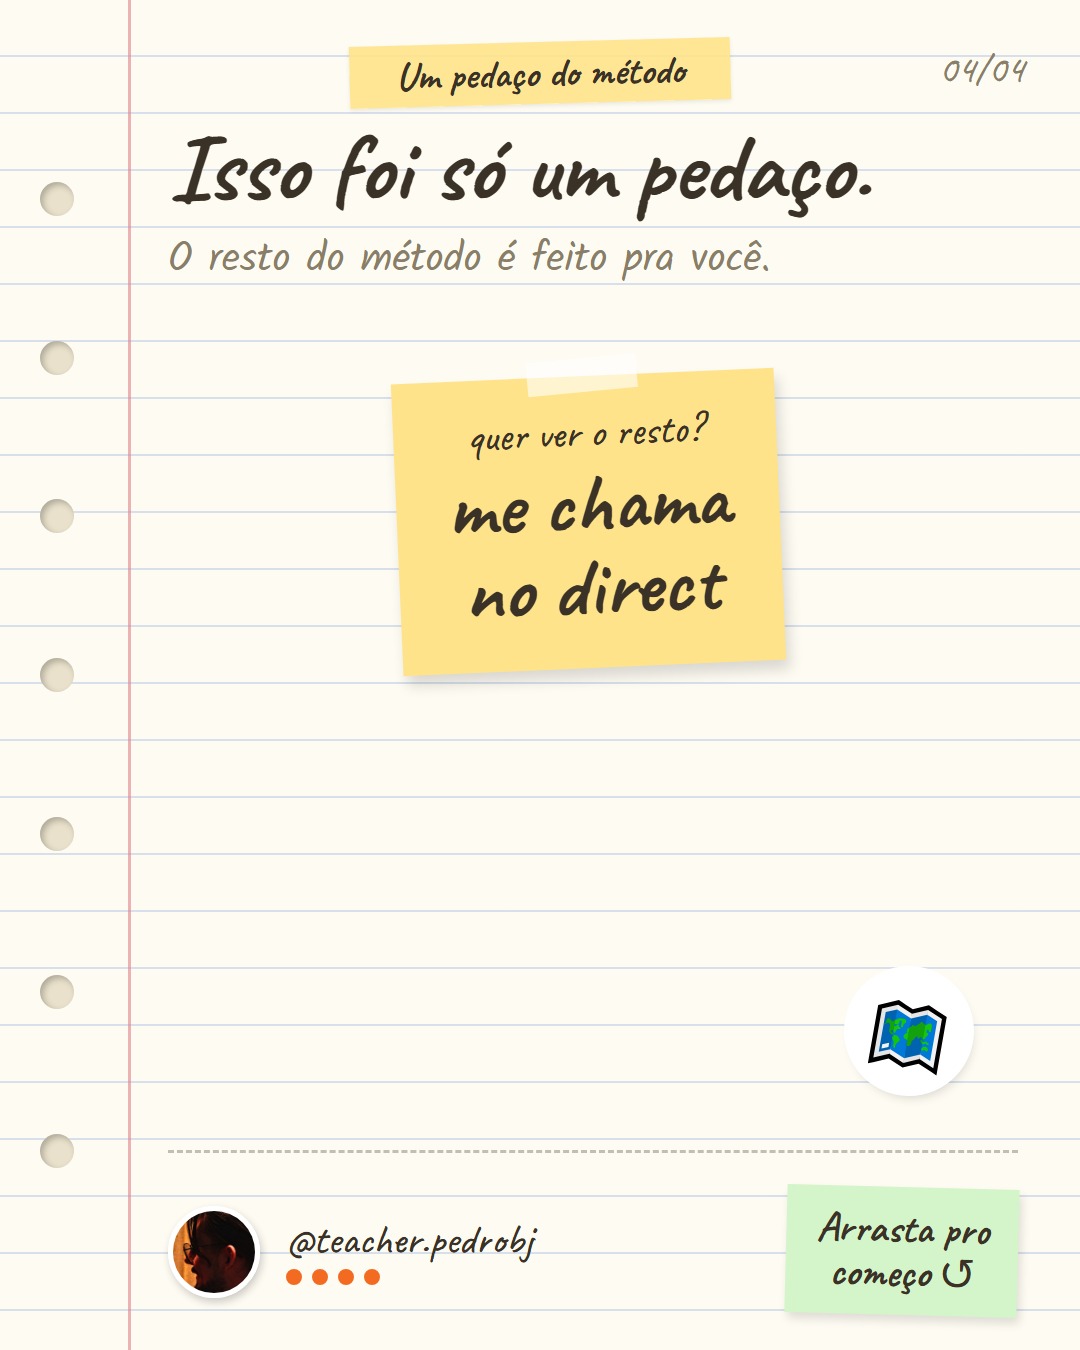 Um pedaço do método
04/04
Isso foi só um pedaço.
O resto do método é feito pra você.
quer ver o resto?
me chama
no direct
@teacher.pedrobj
Arrasta pro
começo ↺